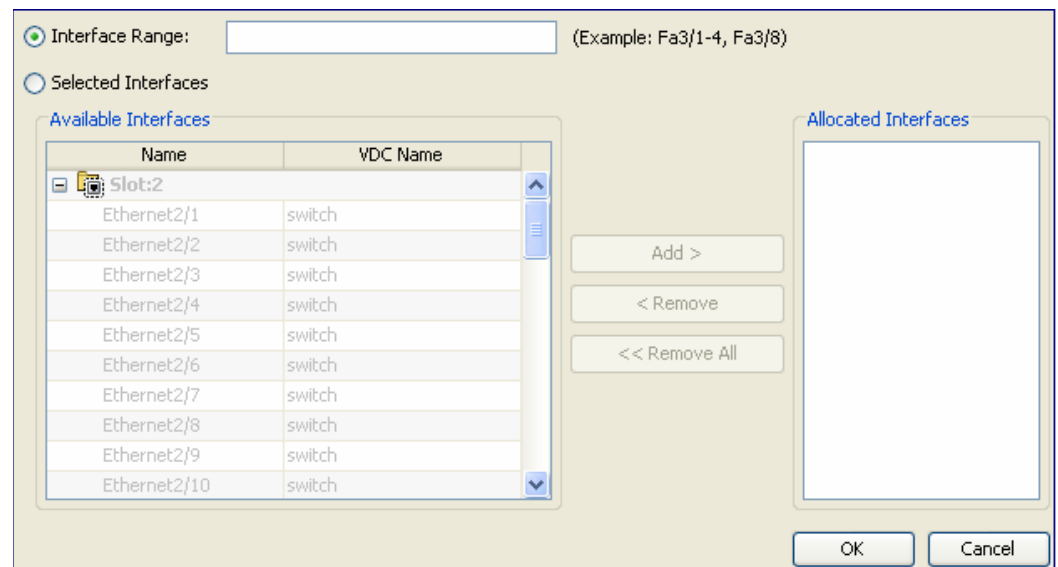 Interface Range: (Example: Fa3/1-4, Fa3/8)
Selected Interfaces
Available Interfaces
Name VDC Name
Slot:2
Ethernet2/1 switch
Ethernet2/2 switch
Ethernet2/3 switch
Ethernet2/4 switch
Ethernet2/5 switch
Ethernet2/6 switch
Ethernet2/7 switch
Ethernet2/8 switch
Ethernet2/9 switch
Ethernet2/10 switch
Add >
< Remove
<< Remove All
Allocated Interfaces
OK Cancel